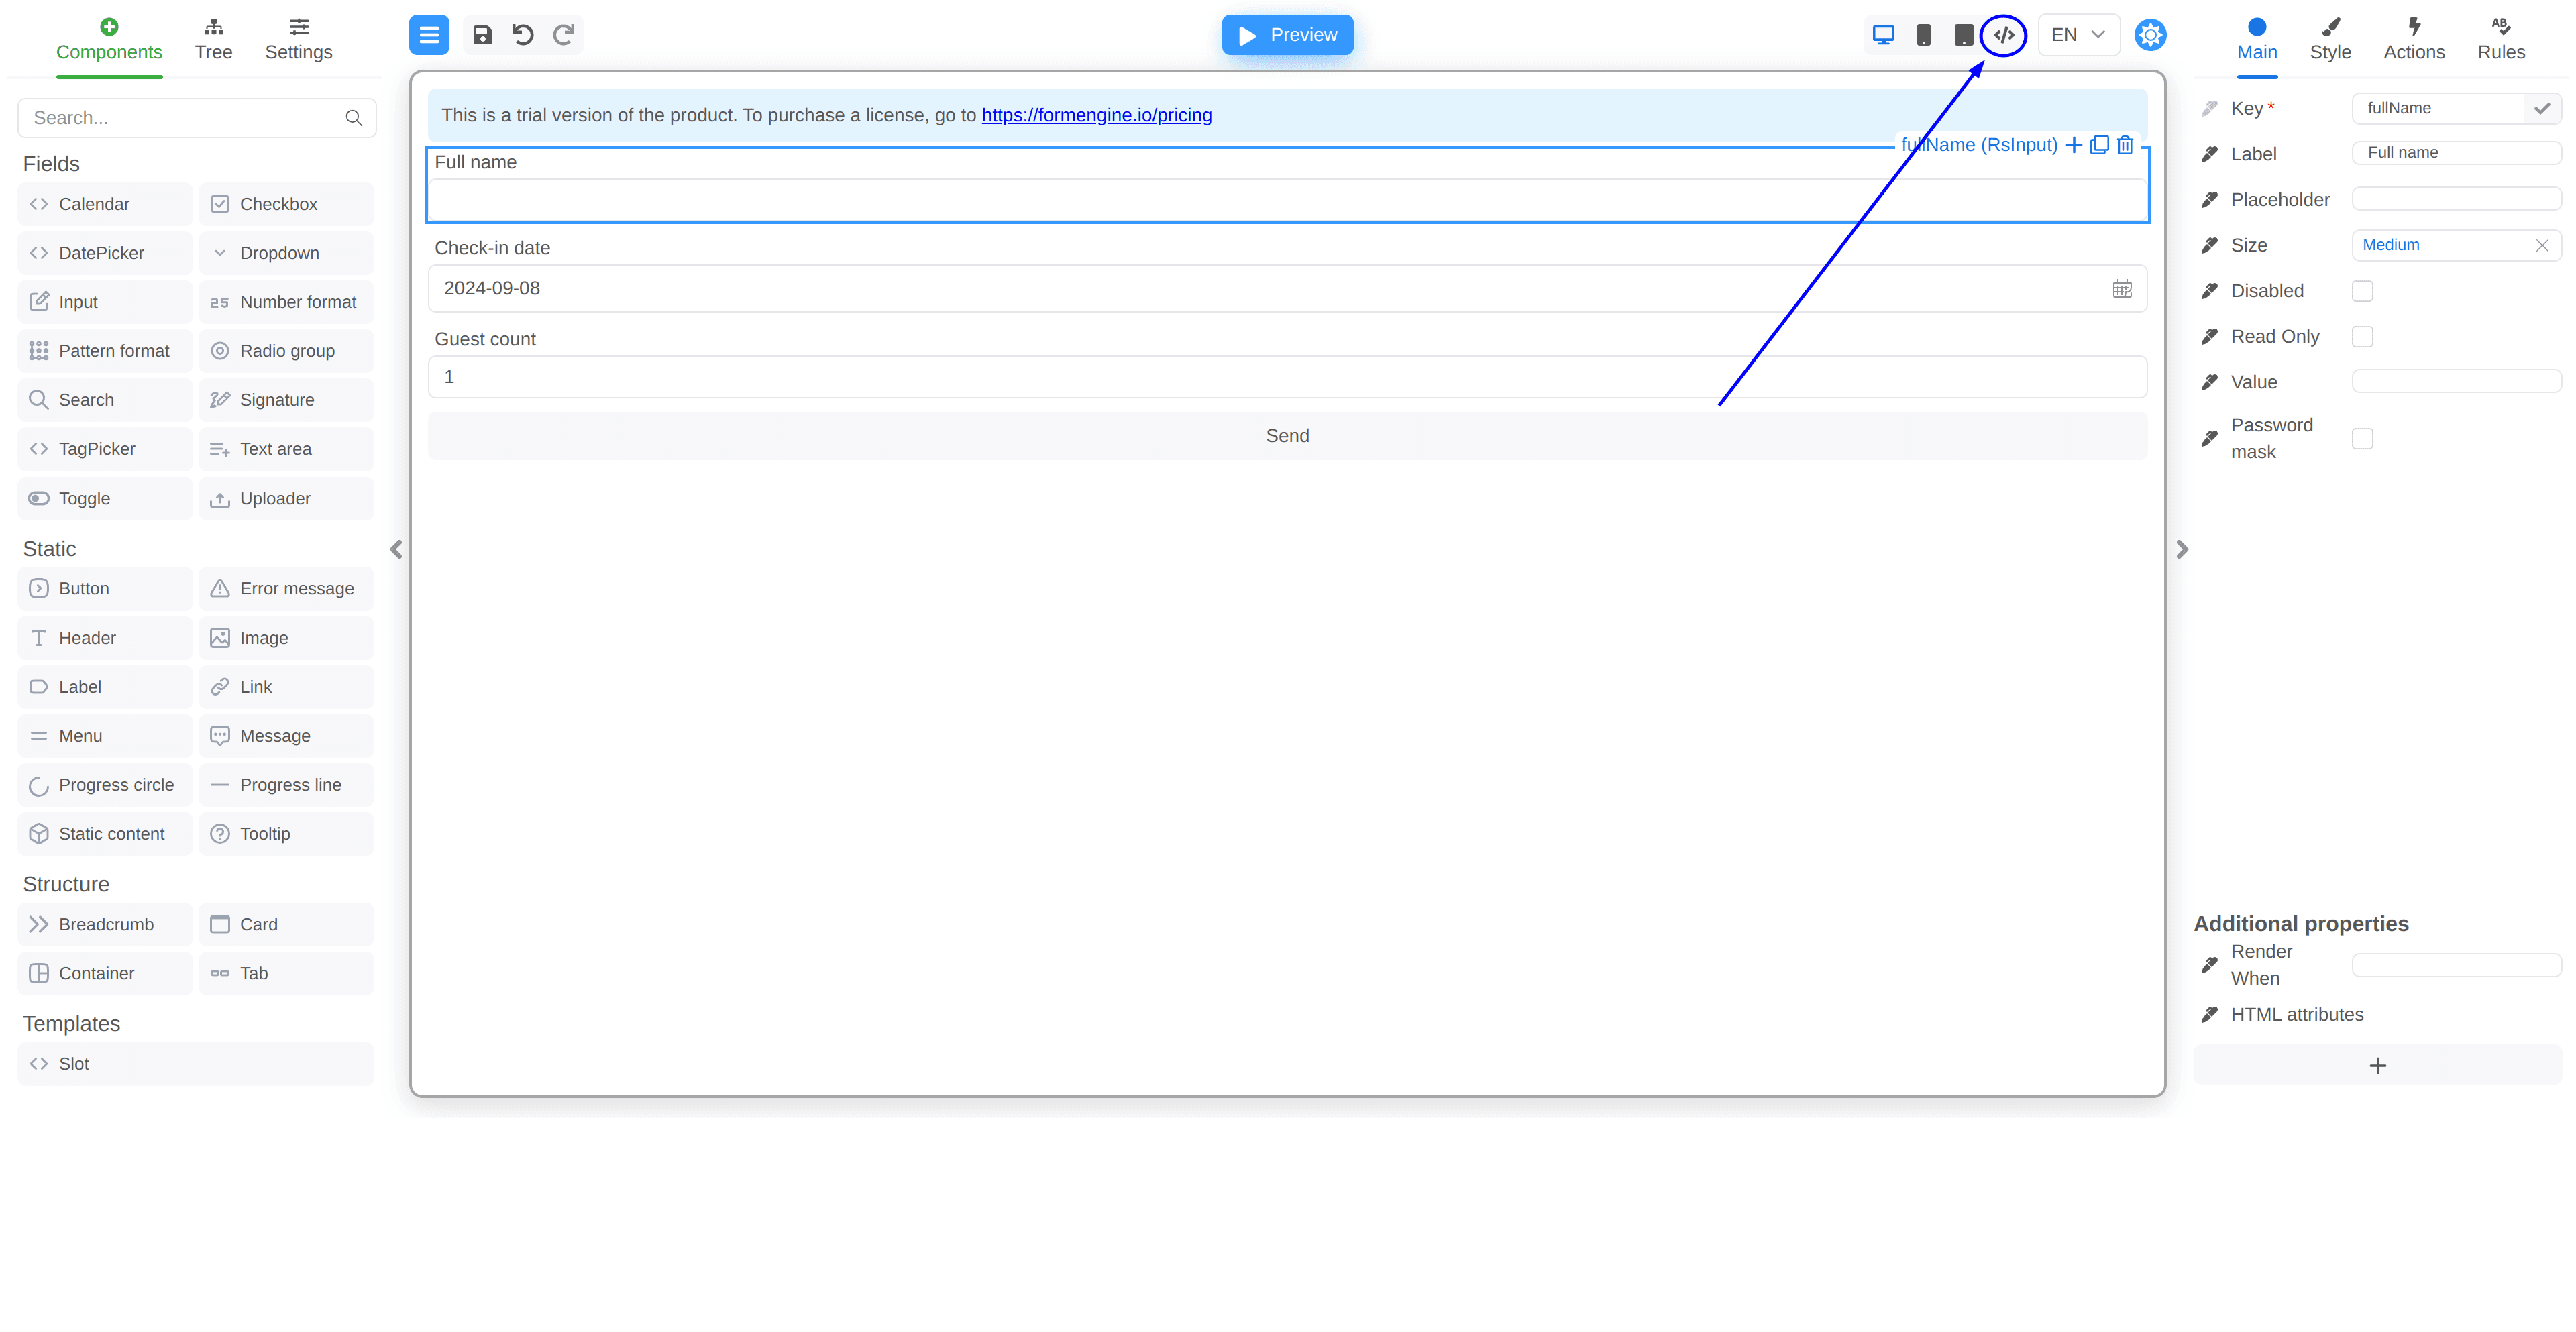 Components Tree Settings
Preview
EN
Main Style Actions Rules
Search...
Fields
Calendar Checkbox
DatePicker Dropdown
Input 25 Number format
Pattern format Radio group
Search Signature
TagPicker Text area
Toggle Uploader
Static
Button Error message
Header Image
Label Link
Menu Message
Progress circle Progress line
Static content Tooltip
Structure
Breadcrumb Card
Container Tab
Templates
Slot
This is a trial version of the product. To purchase a license, go to https://formengine.io/pricing
fullName (RsInput)
Full name
Check-in date
2024-09-08
Guest count
1
Send
Key * fullName
Label Full name
Placeholder
Size Medium
Disabled
Read Only
Value
Password
mask
Additional properties
Render
When
HTML attributes